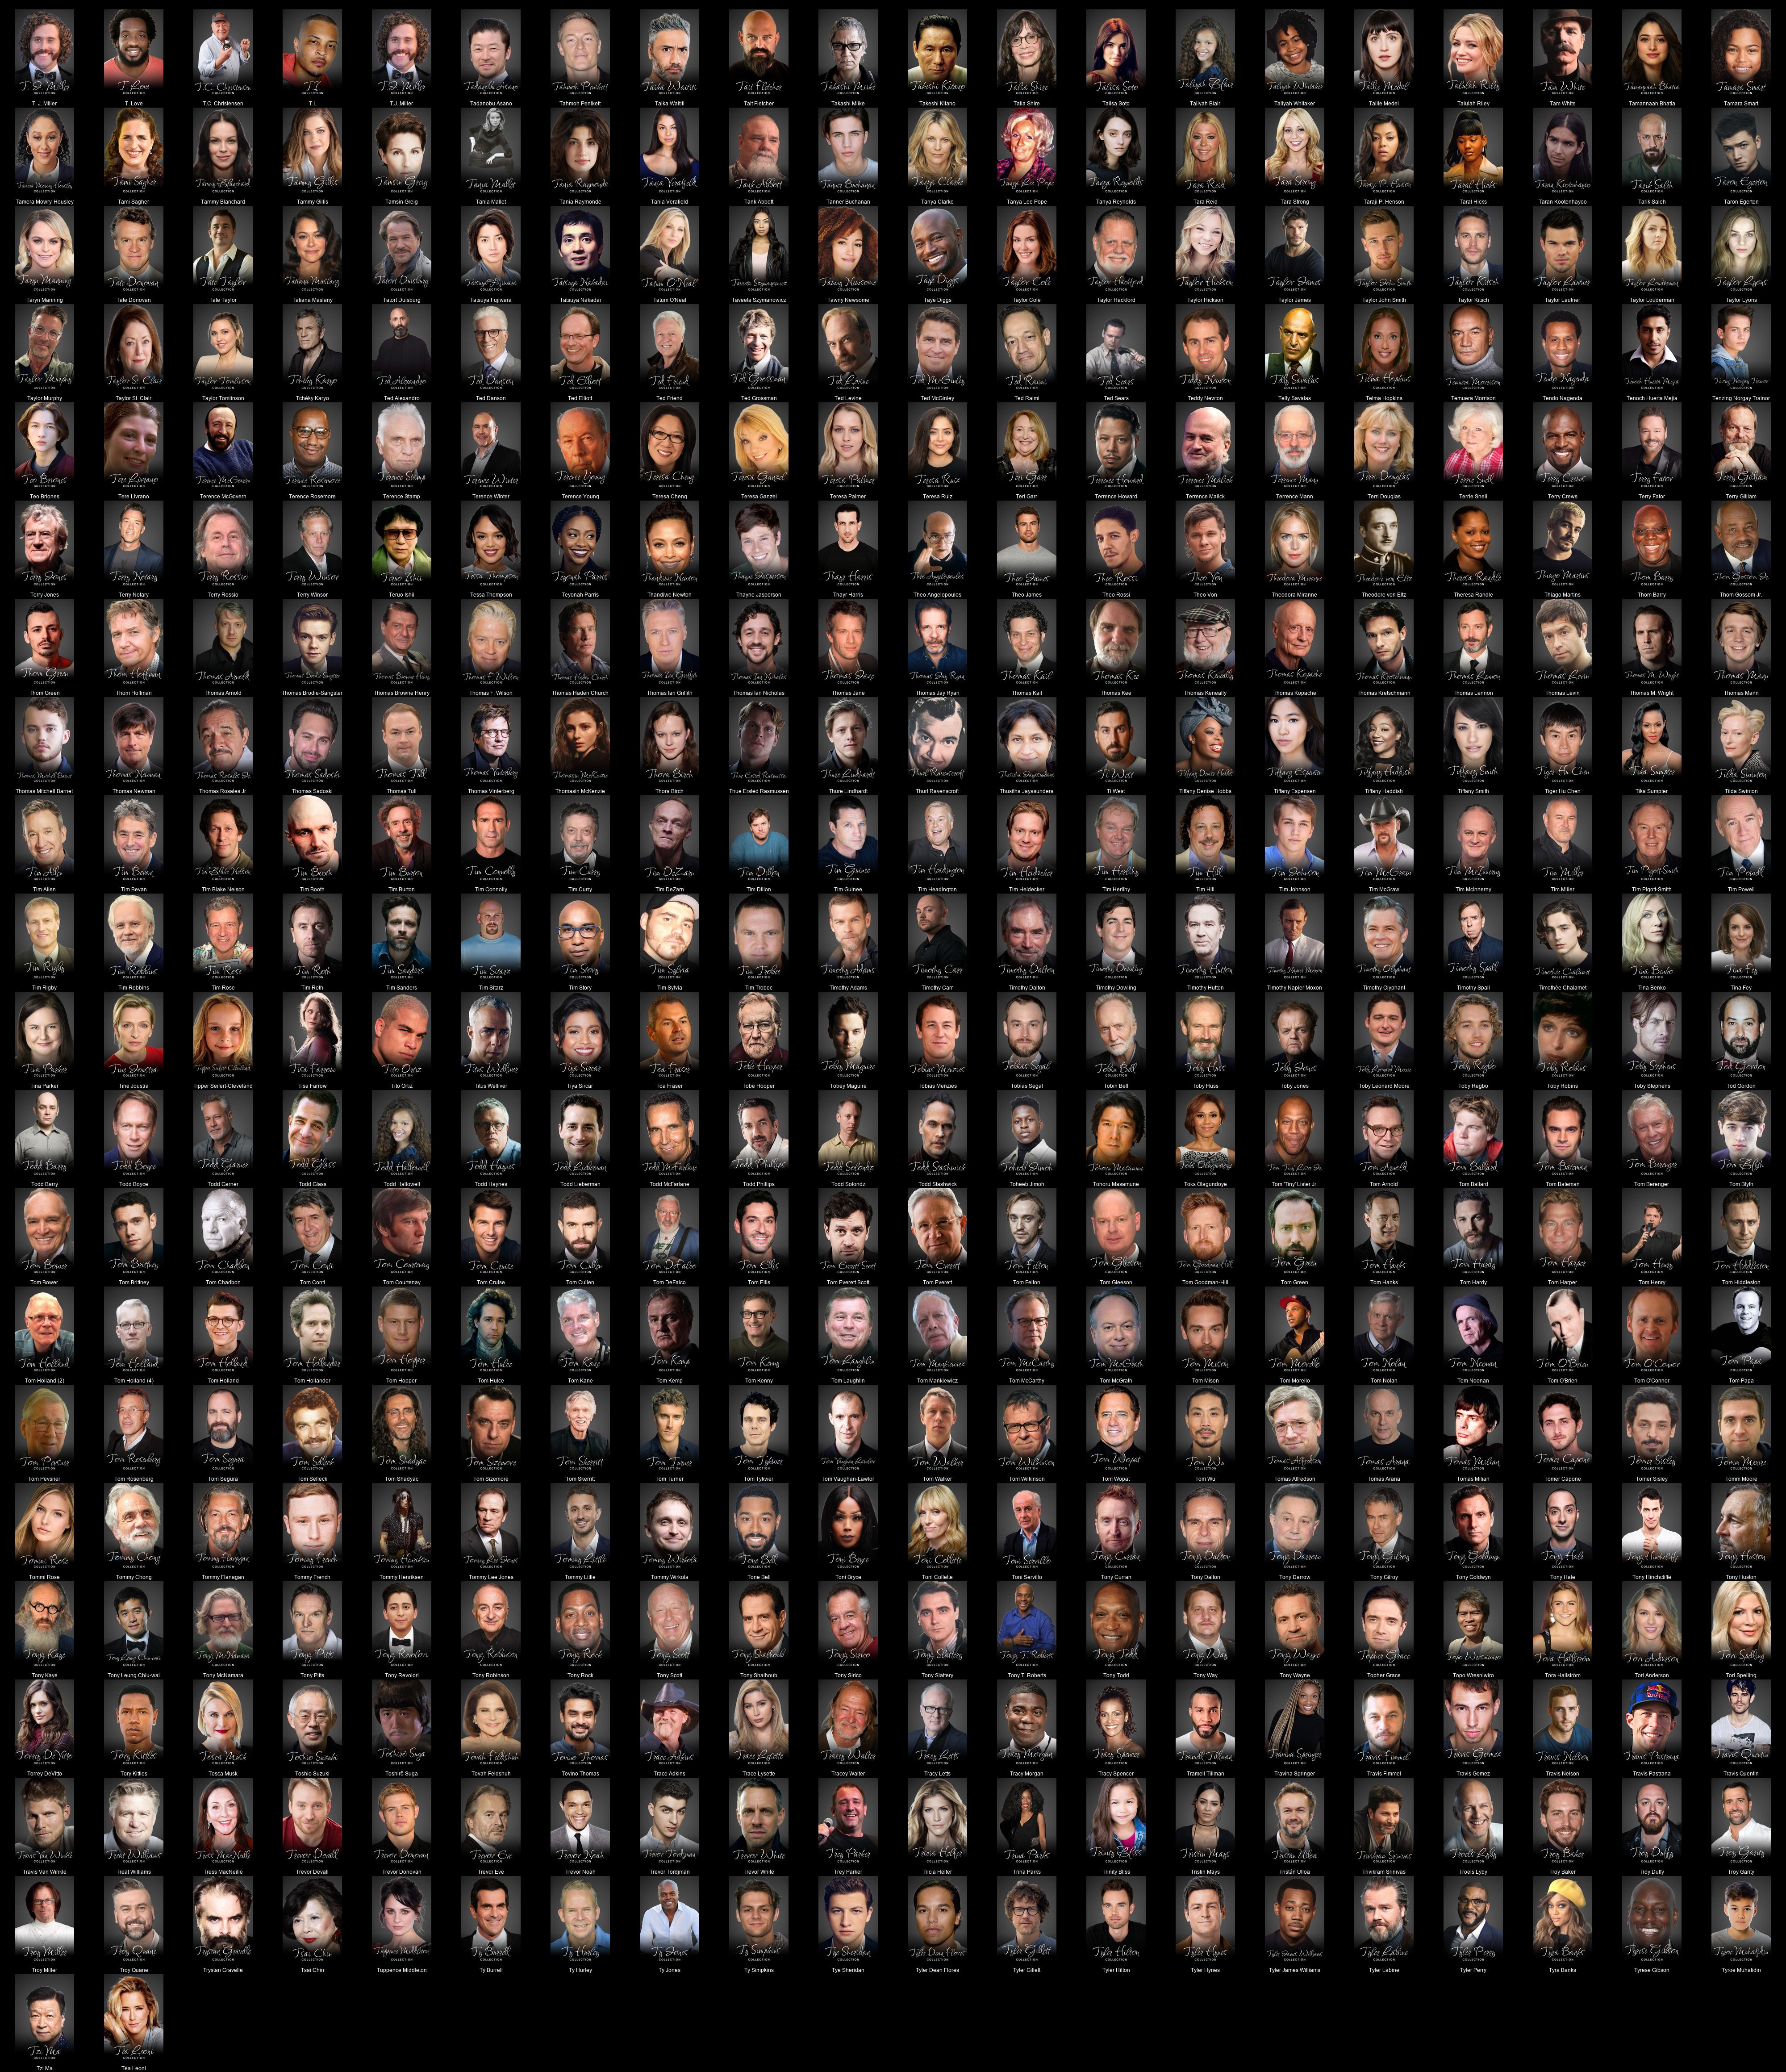 T. J. Miller T. Love T.C. Christensen T.I. T.J. Miller Tadanobu Asano Tahmoh Penikett Taika Waititi Tait Fletcher Takashi Miike Takeshi Kitano Talia Shire Talisa Soto Taliyah Blair Taliyah Whitaker Tallie Medel Talulah Riley Tam White Tamannaah Bhatia Tamara Smart
Tamera Mowry-Housley Tami Sagher Tammy Blanchard Tammy Gillis Tamsin Greig Tania Mallet Tania Raymonde Tania Verafield Tank Abbott Tanner Buchanan Tanya Clarke Tanya Lee Pope Tanya Reynolds Tara Reid Tara Strong Taraji P. Henson Taral Hicks Taran Kootenhayoo Tarik Saleh Taron Egerton
Taryn Manning Tate Donovan Tate Taylor Tatiana Maslany Tatort Duisburg Tatsuya Fujiwara Tatsuya Nakadai Tatum O'Neal Taveeta Szymanowicz Tawny Newsome Taye Diggs Taylor Cole Taylor Hackford Taylor Hickson Taylor James Taylor John Smith Taylor Kitsch Taylor Lautner Taylor Louderman Taylor Lyons
Taylor Murphy Taylor St. Clair Taylor Tomlinson Tchéky Karyo Ted Alexandro Ted Danson Ted Elliott Ted Friend Ted Grossman Ted Levine Ted McGinley Ted Raimi Ted Sears Teddy Newton Telly Savalas Telma Hopkins Temuera Morrison Tendo Nagenda Tenoch Huerta Mejía Tenzing Norgay Trainor
Teo Briones Tere Livrano Terence McGovern Terence Rosemore Terence Stamp Terence Winter Terence Young Teresa Cheng Teresa Ganzel Teresa Palmer Teresa Ruiz Teri Garr Terrence Howard Terrence Malick Terrence Mann Terri Douglas Terrie Snell Terry Crews Terry Fator Terry Gilliam
Terry Jones Terry Notary Terry Rossio Terry Winsor Teruo Ishii Tessa Thompson Teyonah Parris Thandiwe Newton Thayne Jasperson Thayr Harris Theo Angelopoulos Theo James Theo Rossi Theo Von Theodora Miranne Theodore von Eltz Theresa Randle Thiago Martins Thom Barry Thom Gossom Jr.
Thom Green Thom Hoffman Thomas Arnold Thomas Brodie-Sangster Thomas Browne Henry Thomas F. Wilson Thomas Haden Church Thomas Ian Griffith Thomas Ian Nicholas Thomas Jane Thomas Jay Ryan Thomas Kail Thomas Kee Thomas Keneally Thomas Kopache Thomas Kretschmann Thomas Lennon Thomas Levin Thomas M. Wright Thomas Mann
Thomas Mitchell Barnet Thomas Newman Thomas Rosales Jr. Thomas Sadoski Thomas Tull Thomas Vinterberg Thomasin McKenzie Thora Birch Thue Ersted Rasmussen Thure Lindhardt Thurl Ravenscroft Thusitha Jayasundera Ti West Tiffany Denise Hobbs Tiffany Espensen Tiffany Haddish Tiffany Smith Tiger Hu Chen Tika Sumpter Tilda Swinton
Tim Allen Tim Bevan Tim Blake Nelson Tim Booth Tim Burton Tim Connolly Tim Curry Tim DeZarn Tim Dillon Tim Guinee Tim Headington Tim Heidecker Tim Herlihy Tim Hill Tim Johnson Tim McGraw Tim McInnerny Tim Miller Tim Pigott-Smith Tim Powell
Tim Rigby Tim Robbins Tim Rose Tim Roth Tim Sanders Tim Sitarz Tim Story Tim Sylvia Tim Trobec Timothy Adams Timothy Carr Timothy Dalton Timothy Dowling Timothy Hutton Timothy Napier Moxon Timothy Olyphant Timothy Spall Timothée Chalamet Tina Benko Tina Fey
Tina Parker Tine Joustra Tipper Seifert-Cleveland Tisa Farrow Tito Ortiz Titus Welliver Tiya Sircar Toa Fraser Tobe Hooper Tobey Maguire Tobias Menzies Tobias Segal Tobin Bell Toby Huss Toby Jones Toby Leonard Moore Toby Regbo Toby Robins Toby Stephens Tod Gordon
Todd Barry Todd Boyce Todd Garner Todd Glass Todd Hallowell Todd Haynes Todd Lieberman Todd McFarlane Todd Phillips Todd Solondz Todd Stashwick Toheeb Jimoh Tohoru Masamune Toks Olagundoye Tom 'Tiny' Lister Jr. Tom Arnold Tom Ballard Tom Bateman Tom Berenger Tom Blyth
Tom Bower Tom Brittney Tom Chadbon Tom Conti Tom Courtenay Tom Cruise Tom Cullen Tom DeFalco Tom Ellis Tom Everett Scott Tom Everett Tom Felton Tom Gleeson Tom Goodman-Hill Tom Green Tom Hanks Tom Hardy Tom Harper Tom Henry Tom Hiddleston
Tom Holland (2) Tom Holland (4) Tom Holland Tom Hollander Tom Hopper Tom Hulce Tom Kane Tom Kemp Tom Kenny Tom Laughlin Tom Mankiewicz Tom McCarthy Tom McGrath Tom Mison Tom Morello Tom Nolan Tom Noonan Tom O'Brien Tom O'Connor Tom Papa
Tom Pevsner Tom Rosenberg Tom Segura Tom Selleck Tom Shadyac Tom Sizemore Tom Skerritt Tom Turner Tom Tykwer Tom Vaughan-Lawlor Tom Walker Tom Wilkinson Tom Wopat Tom Wu Tomas Alfredson Tomas Arana Tomas Milian Tomer Capone Tomer Sisley Tomm Moore
Tommi Rose Tommy Chong Tommy Flanagan Tommy French Tommy Henriksen Tommy Lee Jones Tommy Little Tommy Wirkola Tone Bell Toni Bryce Toni Collette Toni Servillo Tony Curran Tony Dalton Tony Darrow Tony Gilroy Tony Goldwyn Tony Hale Tony Hinchcliffe Tony Huston
Tony Kaye Tony Leung Chiu-wai Tony McNamara Tony Pitts Tony Revolori Tony Robinson Tony Rock Tony Scott Tony Shalhoub Tony Sirico Tony Slattery Tony T. Roberts Tony Todd Tony Way Tony Wayne Topher Grace Topo Wresniwiro Tora Hallström Tori Anderson Tori Spelling
Torrey DeVitto Tory Kittles Tosca Musk Toshio Suzuki Toshirô Suga Tovah Feldshuh Tovino Thomas Trace Adkins Trace Lysette Tracey Walter Tracy Letts Tracy Morgan Tracy Spencer Tramell Tillman Travina Springer Travis Fimmel Travis Gomez Travis Nelson Travis Pastrana Travis Quentin
Travis Van Winkle Treat Williams Tress MacNeille Trevor Devall Trevor Donovan Trevor Eve Trevor Noah Trevor Tordjman Trevor White Trey Parker Tricia Helfer Trina Parks Trinity Bliss Tristin Mays Tristán Ulloa Trivikram Srinivas Troels Lyby Troy Baker Troy Duffy Troy Garity
Troy Miller Troy Quane Trystan Gravelle Tsai Chin Tuppence Middleton Ty Burrell Ty Hurley Ty Jones Ty Simpkins Tye Sheridan Tyler Dean Flores Tyler Gillett Tyler Hilton Tyler Hynes Tyler James Williams Tyler Labine Tyler Perry Tyra Banks Tyrese Gibson Tyroe Muhafidin
Tzi Ma Téa Leoni